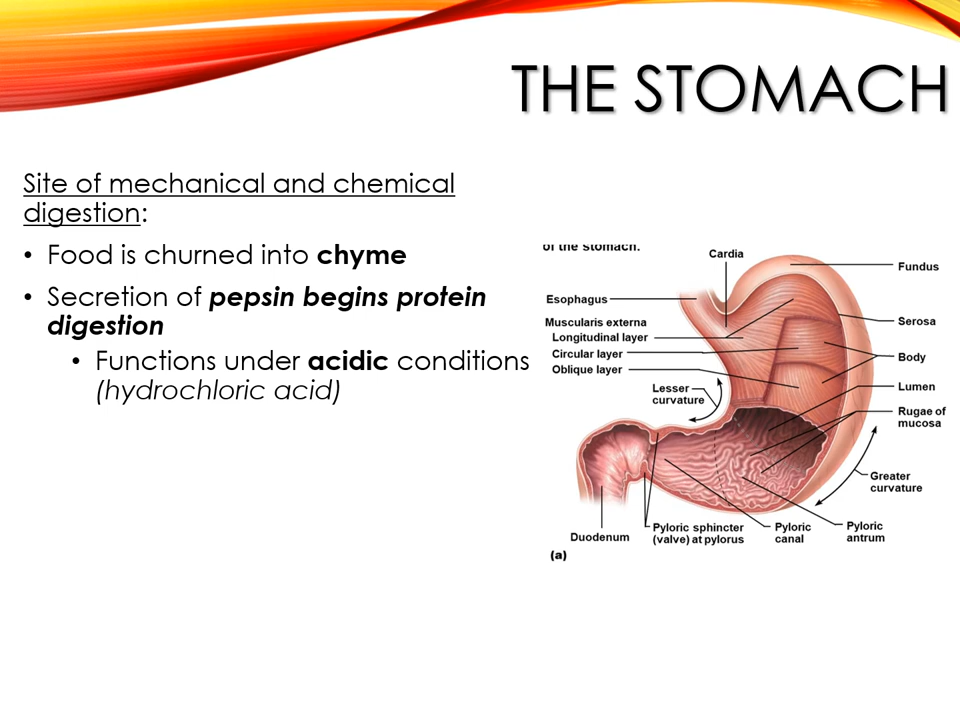 THE STOMACH
Site of mechanical and chemical
digestion:
• Food is churned into chyme
• Secretion of pepsin begins protein
digestion
• Functions under acidic conditions
(hydrochloric acid)
of the stomach.
Cardia
Fundus
Esophagus
Serosa
Muscularis externa
Longitudinal layer
Circular layer
Oblique layer
Body
Lesser
curvature
Lumen
Rugae of
mucosa
Greater
curvature
Duodenum
Pyloric sphincter
(valve) at pylorus
Pyloric
canal
Pyloric
antrum
(a)